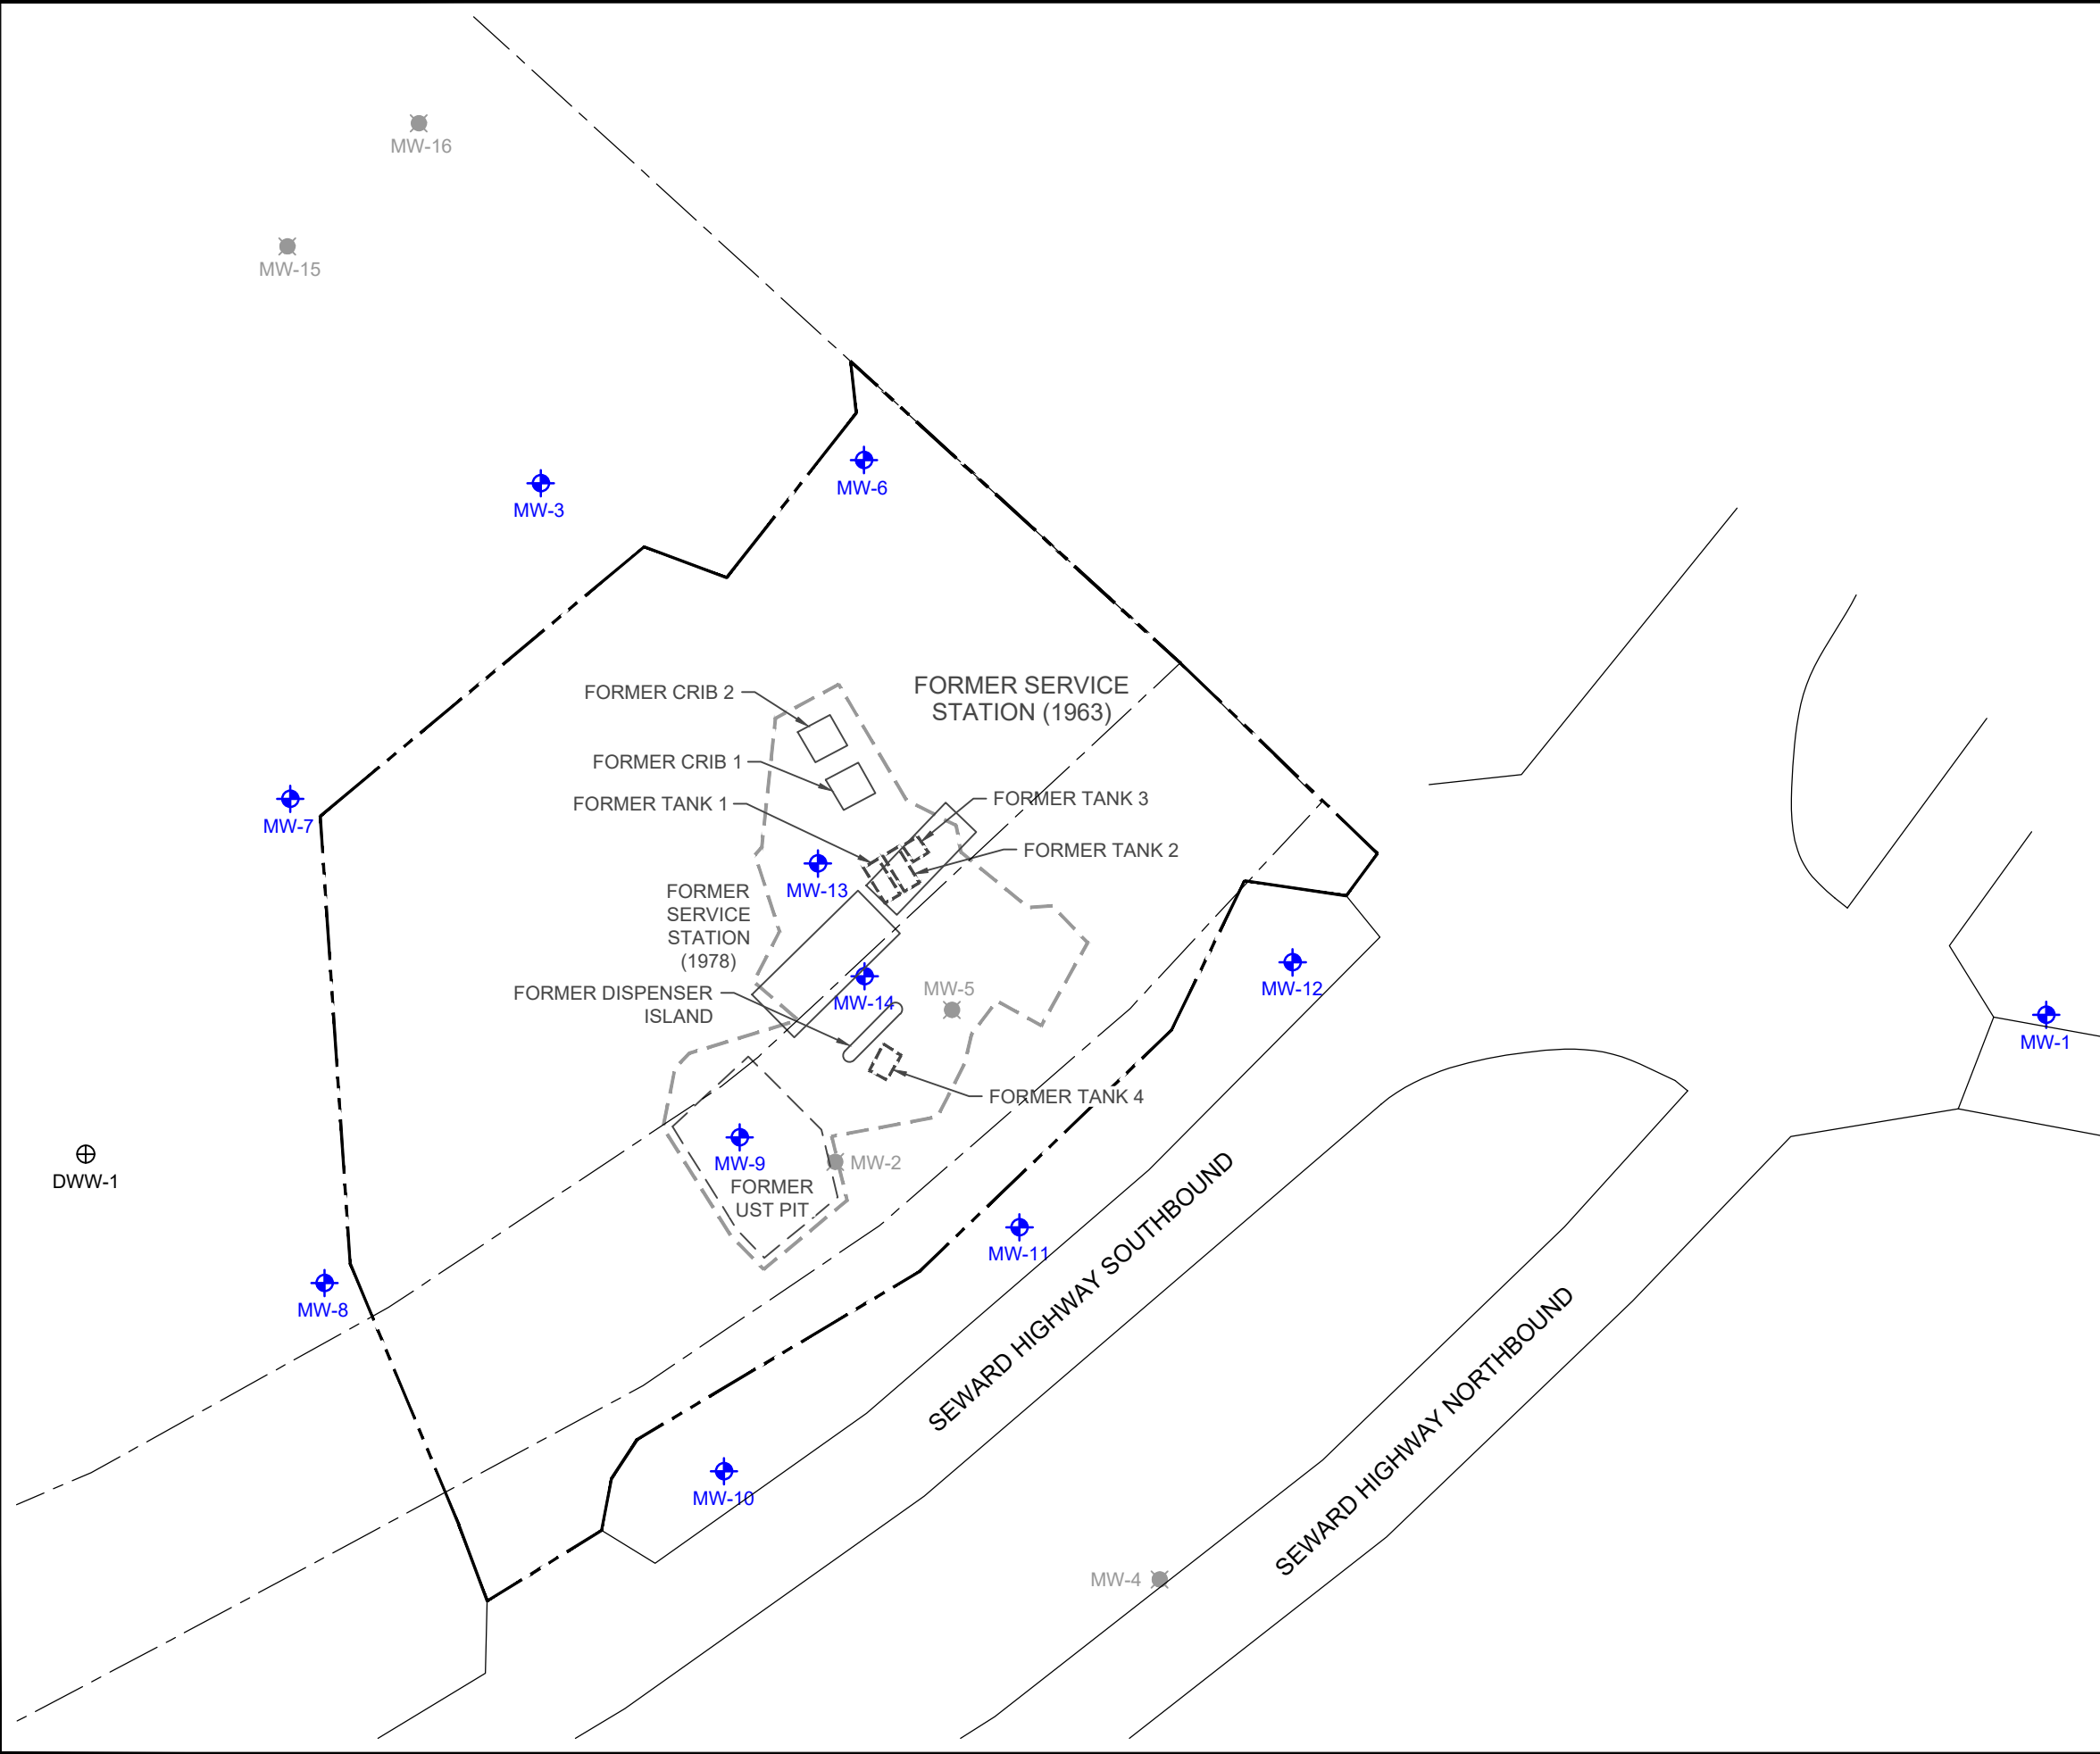 MW-16
MW-15
MW-6
MW-3
FORMER SERVICE
STATION (1963)
FORMER CRIB 2
FORMER CRIB 1
FORMER TANK 1
FORMER TANK 3
FORMER TANK 2
MW-7
MW-13
FORMER
SERVICE
STATION
(1978)
FORMER DISPENSER
ISLAND
MW-14
MW-5
MW-12
MW-1
FORMER TANK 4
MW-9
MW-2
FORMER
UST PIT
DWW-1
MW-11
MW-8
SEWARD HIGHWAY SOUTHBOUND
SEWARD HIGHWAY NORTHBOUND
MW-10
MW-4